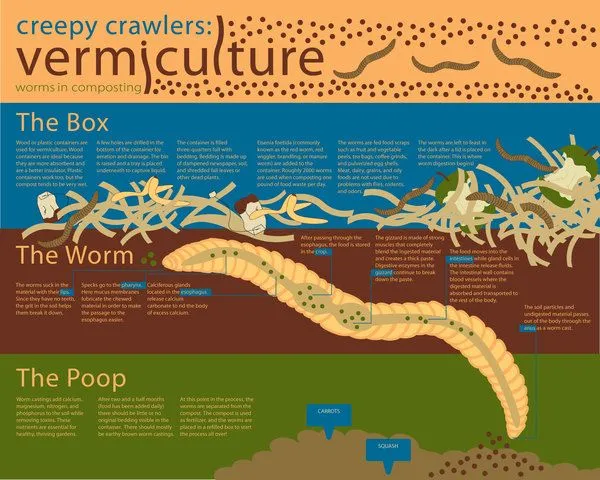 creepy crawlers:
vermiculture
worms in composting
The Box
Wood or plastic containers are
used for vermiculture. Wood
containers are ideal because
they are more absorbent and
are a better insulator. Plastic
containers work too, but the
compost tends to be very wet.
A few holes are drilled in the
bottom of the container for
aeration and drainage. The bin
is raised and a tray is placed
underneath to capture liquid.
The container is filled
three-quarters full with
bedding. Bedding is made up
of dampened newspaper, soil,
and shredded fall leaves or
other dead plants.
Eisenia foetida (commonly
known as the red worm, red
wiggler, brandling, or manure
worm) are added to the
container. Roughly 2000 worms
are used when composting one
pound of food waste per day.
The worms are fed food scraps
such as fruit and vegetable
peels, tea bags, coffee grinds,
and pulverized egg shells.
Meat, dairy, grains, and oily
foods are not used due to
problems with flies, rodents,
and odors.
The worms are left to feast in
the dark after a lid is placed on
the container. This is where
worm digestion begins!
The Worm
The worms suck in the
material with their lips.
Since they have no teeth,
the grit in the soil helps
them break it down.
Specks go to the pharynx.
Here mucus membranes
lubricate the chewed
material in order to make
the passage to the
esophagus easier.
Calciferous glands
located in the esophagus
release calcium
carbonate to rid the body
of excess calcium.
After passing through the
esophagus, the food is stored
in the crop.
The gizzard is made of strong
muscles that completely
blend the ingested material
and creates a thick paste.
Digestive enzymes in the
gizzard continue to break
down the paste.
The food moves into the
intestines while gland cells in
the intestine release fluids.
The intestinal wall contains
blood vessels where the
digested material is
absorbed and transported to
the rest of the body.
The soil particles and
undigested material passes
out of the body through the
anus as a worm cast.
The Poop
Worm castings add calcium,
magnesium, nitrogen, and
phosphorus to the soil while
removing toxins. These
nutrients are essential for
healthy, thriving gardens.
After two and a half months
(food has been added daily)
there should be little or no
original bedding visible in the
container. There should mostly
be earthy brown worm castings.
At this point in the process, the
worms are separated from the
compost. The compost is used
as fertilizer, and the worms are
placed in a refilled box to start
the process all over!
CARROTS
SQUASH